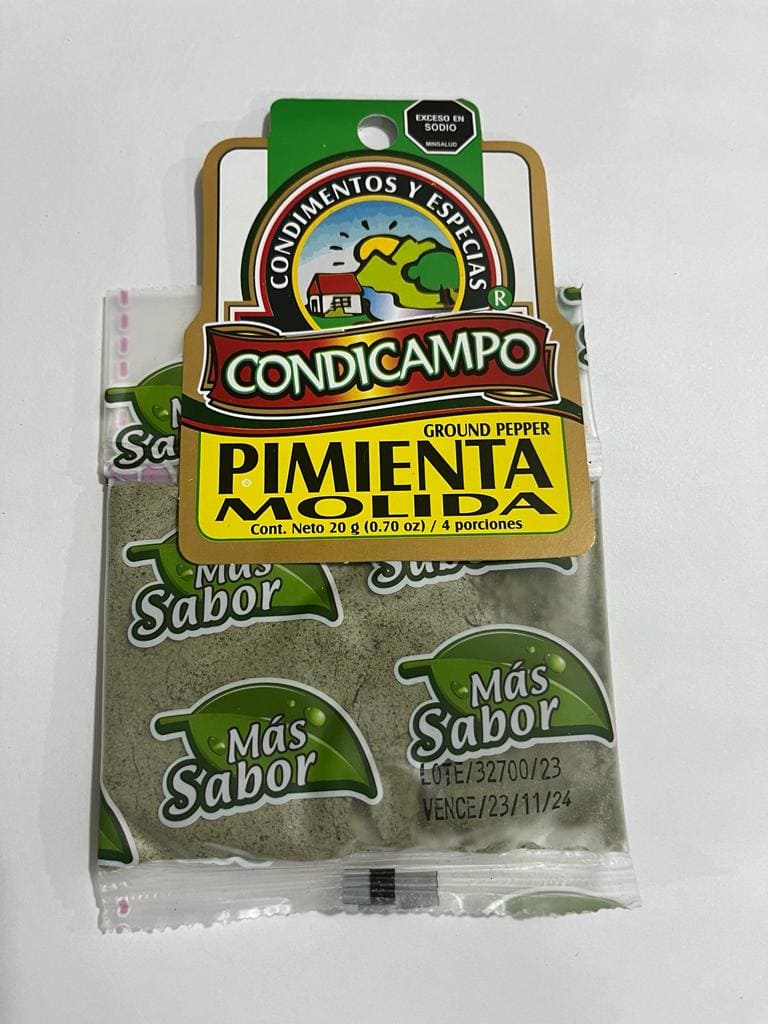 EXCESO EN
SODIO
MINSALUD
CONDIMENTOS Y ESPECIAS
R
CONDICAMPO
GROUND PEPPER
PIMIENTA
MOLIDA
Cont. Neto 20 g (0.70 oz) / 4 porciones
Sabor
Más
Sabor
Más
Sabor
Más
Sabor
LOTE/32700/23
VENCE/23/11/24